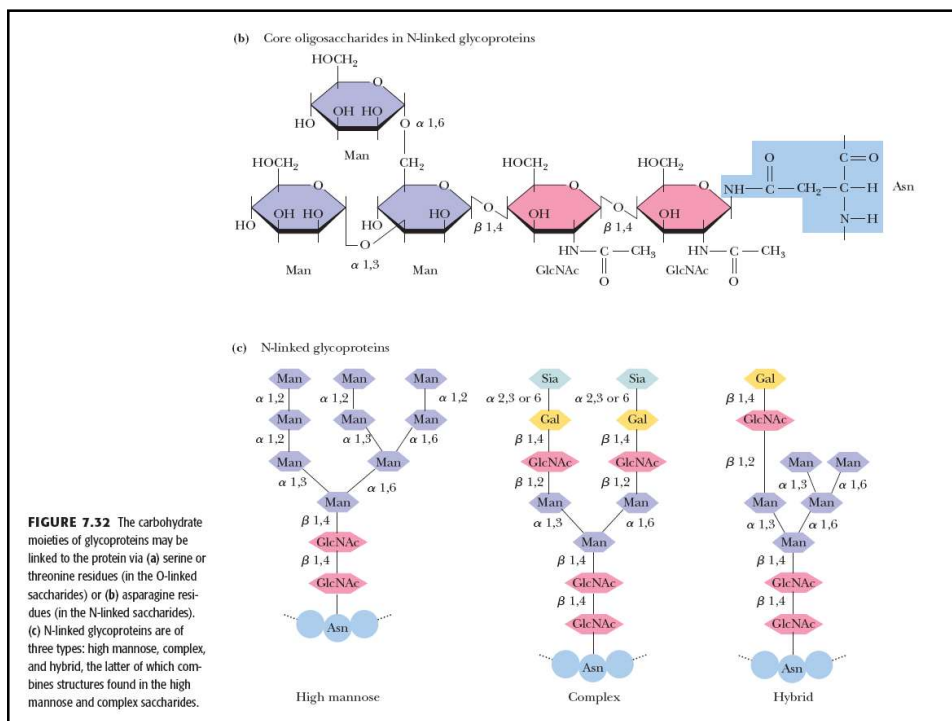 (b) Core oligosaccharides in N-linked glycoproteins
HOCH2
O
OH HO
HO
O α 1,6
Man
CH2
HOCH2
O
OH HO
HO
O
α 1,3
Man
O
HO
HO
Man
O
β 1,4
HOCH2
O
OH
HN—C—CH3
O
GlcNAc
O
β 1,4
HOCH2
O
OH
HN—C—CH3
O
GlcNAc
O
NH—C—CH2—C—H
C=O
N—H
Asn
(c) N-linked glycoproteins
Man Man Man
α 1,2 α 1,2 α 1,2
Man Man Man
α 1,2 α 1,3 α 1,6
Man Man
α 1,3 α 1,6
Man
β 1,4
GlcNAc
β 1,4
GlcNAc
Asn
High mannose
Sia Sia
α 2,3 or 6 α 2,3 or 6
Gal Gal
β 1,4 β 1,4
GlcNAc GlcNAc
β 1,2 β 1,2
Man Man
α 1,3 α 1,6
Man
β 1,4
GlcNAc
β 1,4
GlcNAc
Asn
Complex
Gal
β 1,4
GlcNAc
β 1,2
Man Man
α 1,3 α 1,6
Man Man
α 1,3 α 1,6
Man
β 1,4
GlcNAc
β 1,4
GlcNAc
Asn
Hybrid
FIGURE 7.32 The carbohydrate
moieties of glycoproteins may be
linked to the protein via (a) serine or
threonine residues (in the O-linked
saccharides) or (b) asparagine resi-
dues (in the N-linked saccharides).
(c) N-linked glycoproteins are of
three types: high mannose, complex,
and hybrid, the latter of which com-
bines structures found in the high
mannose and complex saccharides.